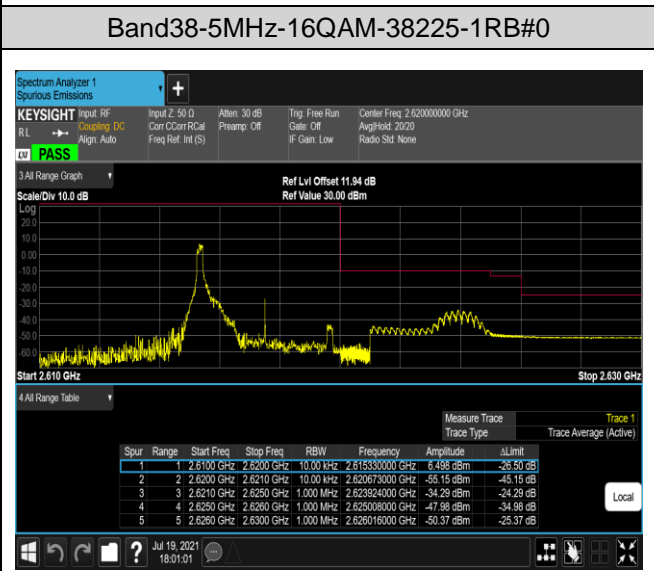 Band38-5MHz-16QAM-38225-1RB#0
Spectrum Analyzer 1
Spurious Emissions
+
KEYSIGHT Input: RF Input Z: 50 Ω Atten: 30 dB Trig: Free Run Center Freq: 2.620000000 GHz
RL Coupling: DC Corr CCorr RCal Preamp: Off Gate: Off Avg|Hold: 20/20
Align: Auto Freq Ref: Int (S) IF Gain: Low Radio Std: None
LXI PASS
3 All Range Graph
Ref Lvl Offset 11.94 dB
Scale/Div 10.0 dB Ref Value 30.00 dBm
Log
20.0
10.0
0.00
-10.0
-20.0
-30.0
-40.0
-50.0
-60.0
Start 2.610 GHz Stop 2.630 GHz
4 All Range Table
Measure Trace Trace 1
Trace Type Trace Average (Active)
Spur Range Start Freq Stop Freq RBW Frequency Amplitude ΔLimit
1 1 2.6100 GHz 2.6200 GHz 10.00 kHz 2.615330000 GHz 6.498 dBm -26.50 dB
2 2 2.6200 GHz 2.6210 GHz 10.00 kHz 2.620673000 GHz -55.15 dBm -45.15 dB
3 3 2.6210 GHz 2.6250 GHz 1.000 MHz 2.623924000 GHz -34.29 dBm -24.29 dB
4 4 2.6250 GHz 2.6260 GHz 1.000 MHz 2.625008000 GHz -47.98 dBm -34.98 dB
5 5 2.6260 GHz 2.6300 GHz 1.000 MHz 2.626016000 GHz -50.37 dBm -25.37 dB
Local
? Jul 19, 2021
18:01:01